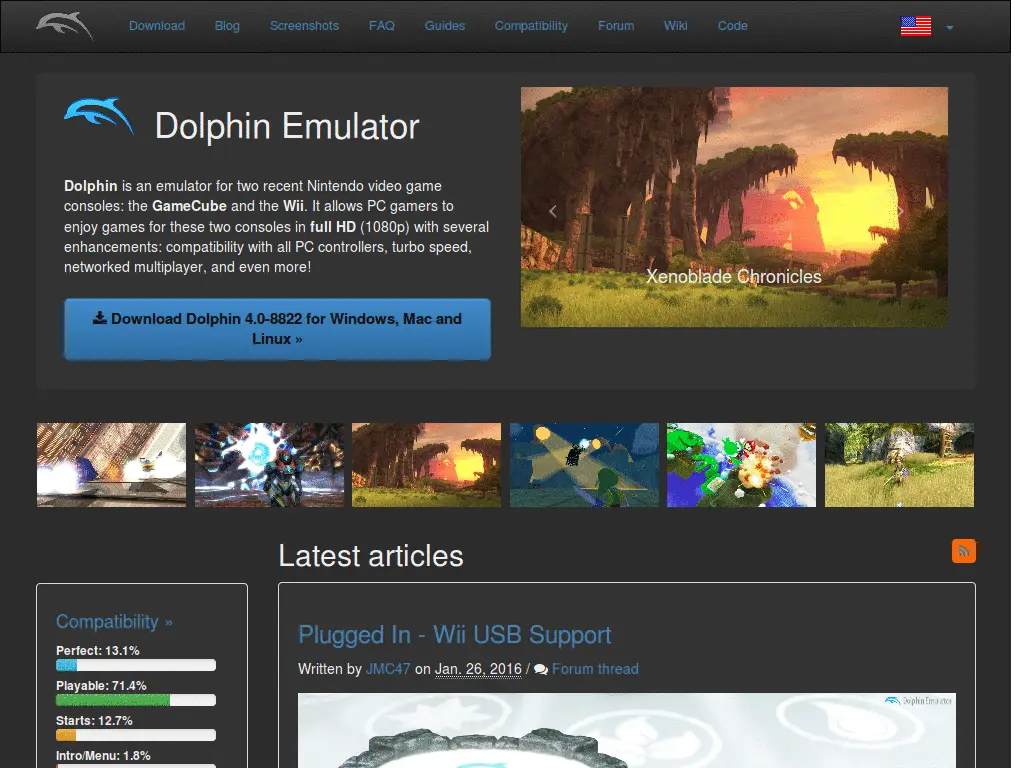 Download Blog Screenshots FAQ Guides Compatibility Forum Wiki Code
Dolphin Emulator
Dolphin is an emulator for two recent Nintendo video game
consoles: the GameCube and the Wii. It allows PC gamers to
enjoy games for these two consoles in full HD (1080p) with several
enhancements: compatibility with all PC controllers, turbo speed,
networked multiplayer, and even more!
Download Dolphin 4.0-8822 for Windows, Mac and
Linux »
Xenoblade Chronicles
Latest articles
Compatibility »
Perfect: 13.1%
Playable: 71.4%
Starts: 12.7%
Intro/Menu: 1.8%
Plugged In - Wii USB Support
Written by JMC47 on Jan. 26, 2016 / Forum thread
Dolphin Emulator